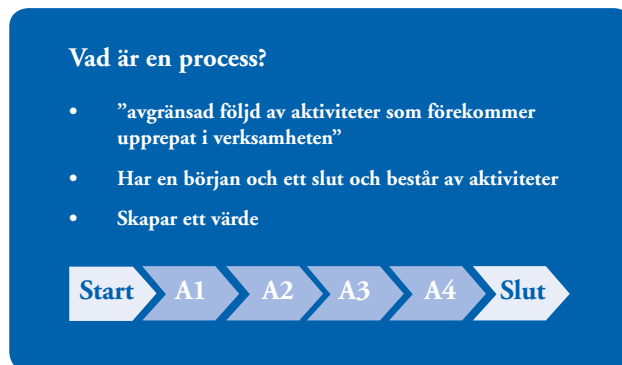 Vad är en process?
• ”avgränsad följd av aktiviteter som förekommer
upprepat i verksamheten”
• Har en början och ett slut och består av aktiviteter
• Skapar ett värde
Start A1 A2 A3 A4 Slut